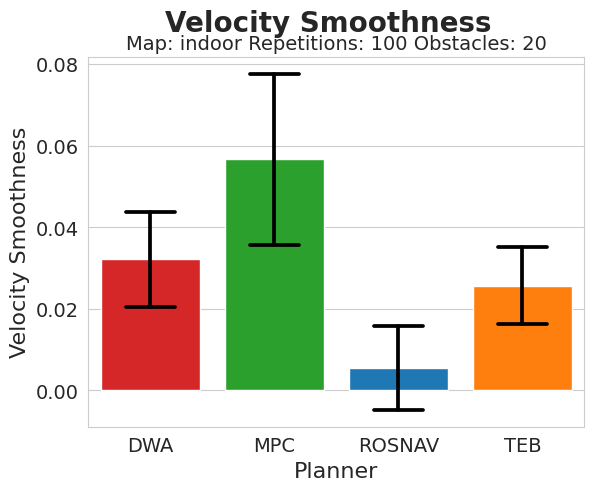 Velocity Smoothness
Map: indoor Repetitions: 100 Obstacles: 20
Velocity Smoothness
0.08
0.06
0.04
0.02
0.00
DWA MPC ROSNAV TEB
Planner